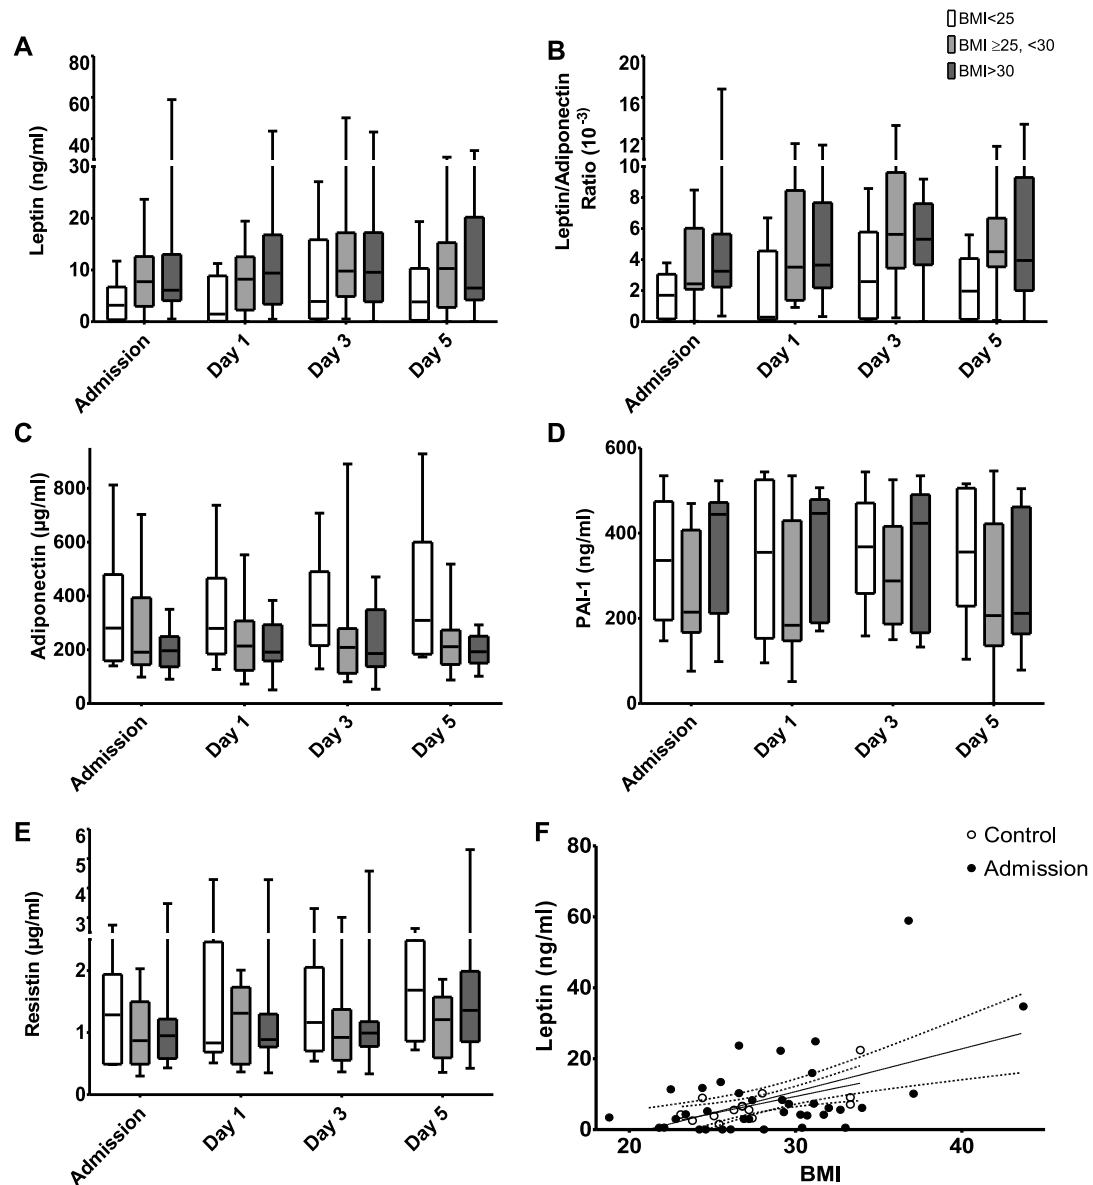 BMI<25
BMI ≥25, <30
BMI>30
A
Leptin (ng/ml)
80
60
40
30
20
10
0
Admission
Day 1
Day 3
Day 5
B
Leptin/Adiponectin
Ratio (10⁻³)
20
16
12
10
8
6
4
2
0
Admission
Day 1
Day 3
Day 5
C
Adiponectin (µg/ml)
800
600
400
200
0
Admission
Day 1
Day 3
Day 5
D
PAI-1 (ng/ml)
600
400
200
0
Admission
Day 1
Day 3
Day 5
E
Resistin (µg/ml)
6
5
4
3
2
1
0
Admission
Day 1
Day 3
Day 5
F
Control
Admission
Leptin (ng/ml)
80
60
40
20
0
20
30
40
BMI